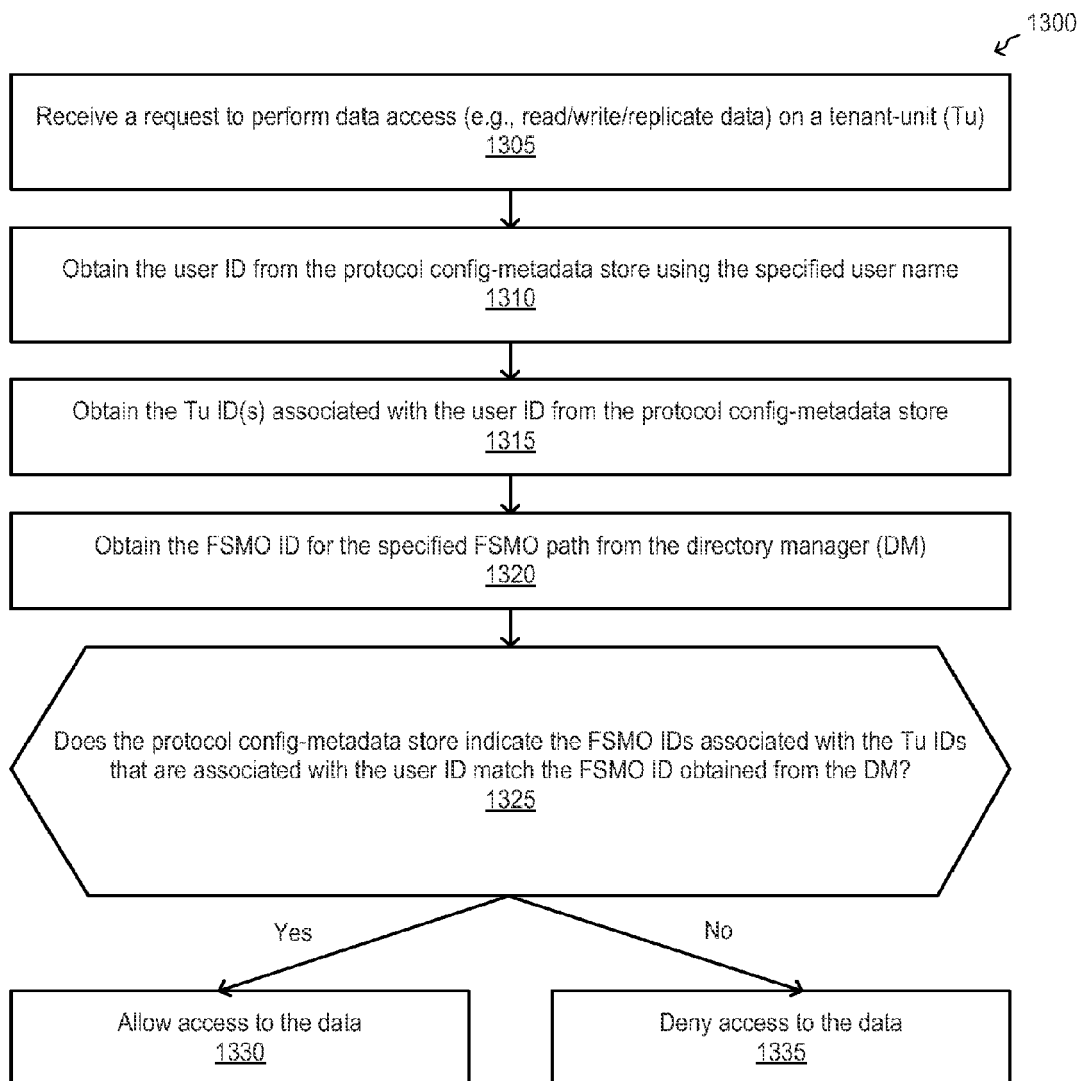 1300
Receive a request to perform data access (e.g., read/write/replicate data) on a tenant-unit (Tu)
1305
Obtain the user ID from the protocol config-metadata store using the specified user name
1310
Obtain the Tu ID(s) associated with the user ID from the protocol config-metadata store
1315
Obtain the FSMO ID for the specified FSMO path from the directory manager (DM)
1320
Does the protocol config-metadata store indicate the FSMO IDs associated with the Tu IDs
that are associated with the user ID match the FSMO ID obtained from the DM?
1325
Yes
No
Allow access to the data
1330
Deny access to the data
1335